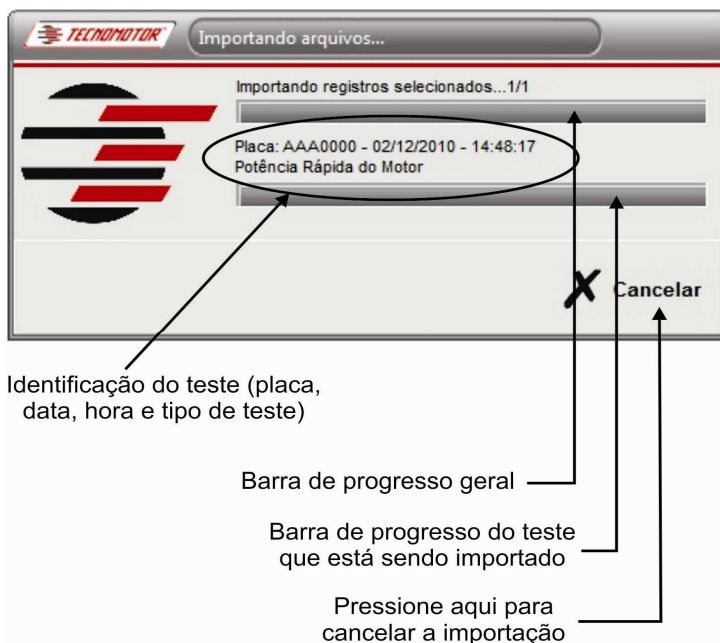 TECNOMOTOR
Importando arquivos...
Importando registros selecionados...1/1
Placa: AAA0000 - 02/12/2010 - 14:48:17
Potência Rápida do Motor
Cancelar
Identificação do teste (placa,
data, hora e tipo de teste)
Barra de progresso geral
Barra de progresso do teste
que está sendo importado
Pressione aqui para
cancelar a importação